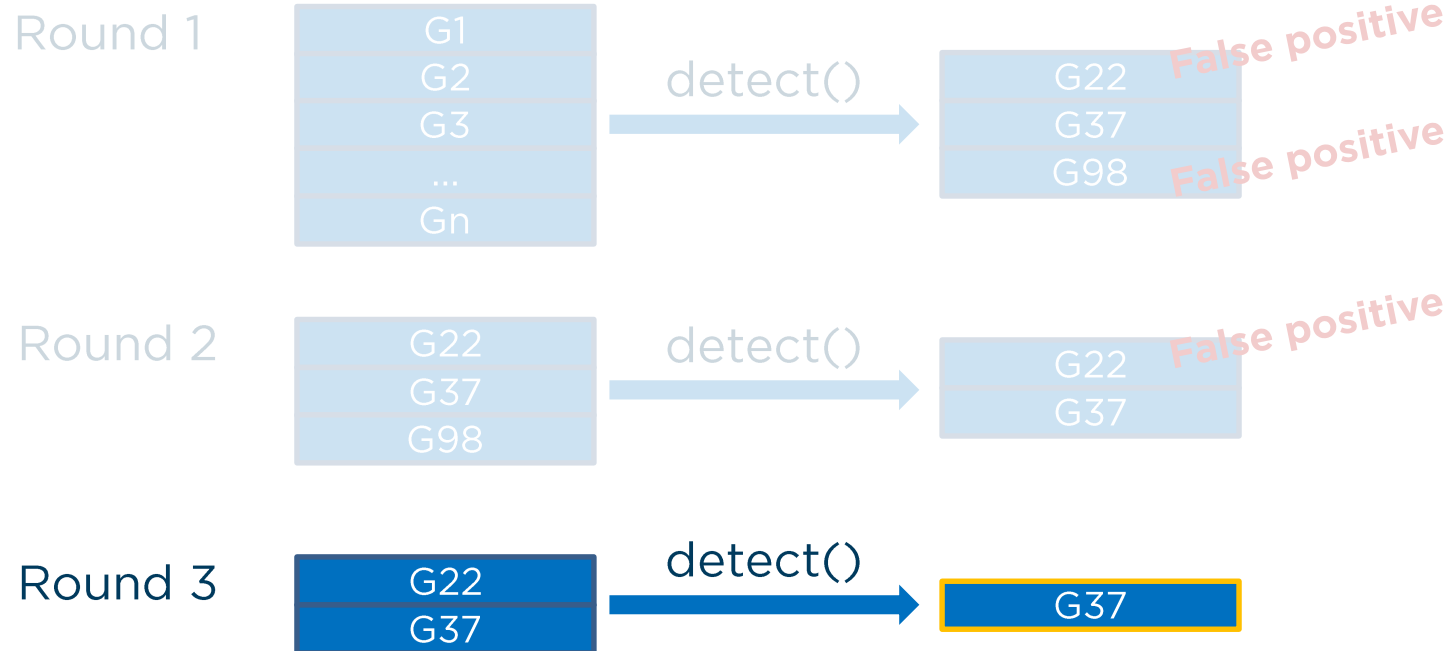 Round 1
G1
G2
G3
...
Gn
detect()
False positive
G22
G37
False positive
G98
Round 2
G22
G37
G98
detect()
False positive
G22
G37
Round 3
G22
G37
detect()
G37